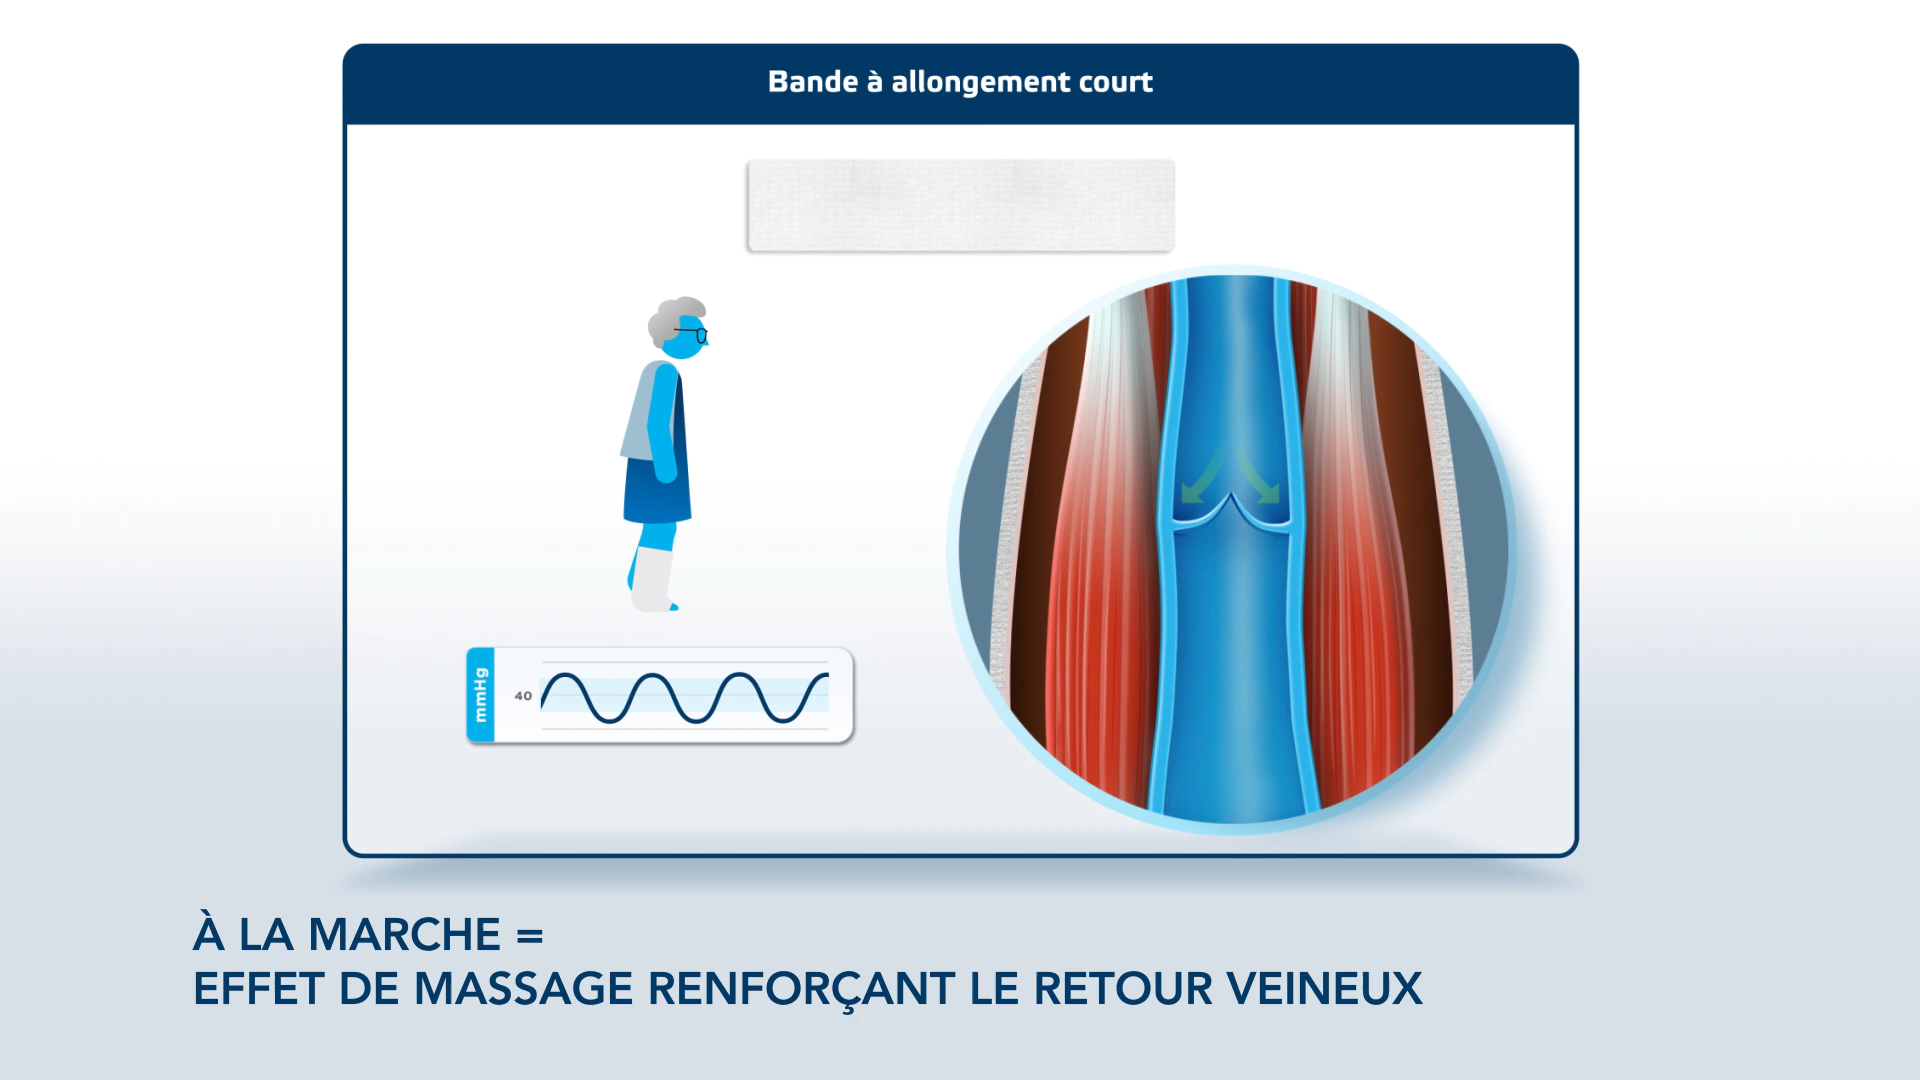 Bande à allongement court
mmHg
40
À LA MARCHE =
EFFET DE MASSAGE RENFORÇANT LE RETOUR VEINEUX